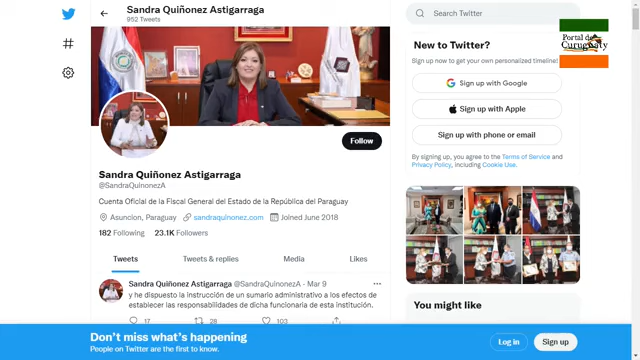 Sandra Quiñonez Astigarraga
952 Tweets
Search Twitter
Portal de
Curuguaty
New to Twitter?
Sign up now to get your own personalized timeline!
Sign up with Google
Sign up with Apple
Sign up with phone or email
By signing up, you agree to the Terms of Service and
Privacy Policy, including Cookie Use.
Follow
Sandra Quiñonez Astigarraga
@SandraQuinonezA
Cuenta Oficial de la Fiscal General del Estado de la República del Paraguay
Asuncion, Paraguay sandraquinonez.com Joined June 2018
182 Following 23.1K Followers
Tweets Tweets & replies Media Likes
Sandra Quiñonez Astigarraga @SandraQuinonezA · Mar 9
y he dispuesto la instrucción de un sumario administrativo a los efectos de
establecer las responsabilidades de dicha funcionaria de esta institución.
17 28 103
You might like
Don't miss what's happening
People on Twitter are the first to know.
Log in
Sign up